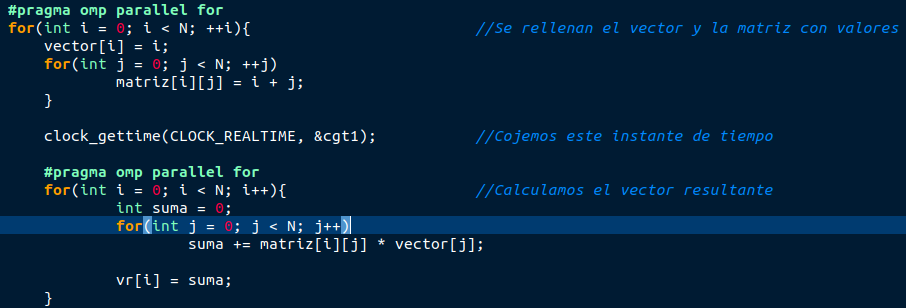 #pragma omp parallel for
for(int i = 0; i < N; ++i){ //Se rellenan el vector y la matriz con valores
vector[i] = i;
for(int j = 0; j < N; ++j)
matriz[i][j] = i + j;
}
clock_gettime(CLOCK_REALTIME, &cgt1); //Cojemos este instante de tiempo
#pragma omp parallel for
for(int i = 0; i < N; i++){ //Calculamos el vector resultante
int suma = 0;
for(int j = 0; j < N; j++)
suma += matriz[i][j] * vector[j];
vr[i] = suma;
}